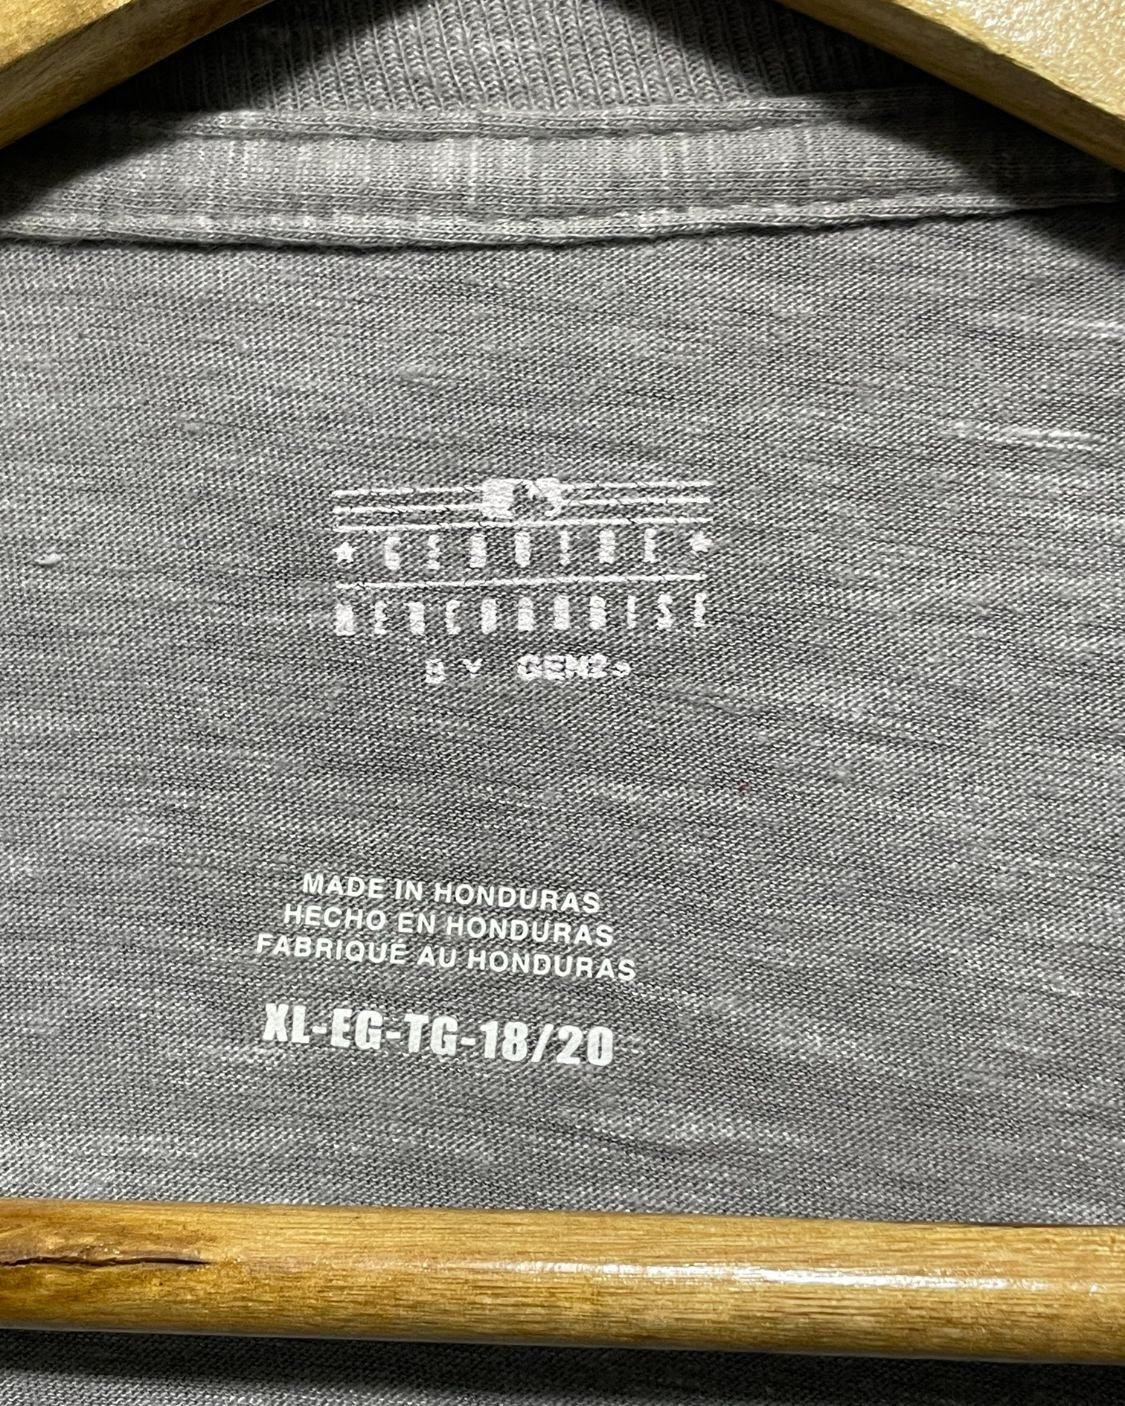 GENUINE
MERCHANDISE
BY GEN2
MADE IN HONDURAS
HECHO EN HONDURAS
FABRIQUÉ AU HONDURAS
XL-EG-TG-18/20